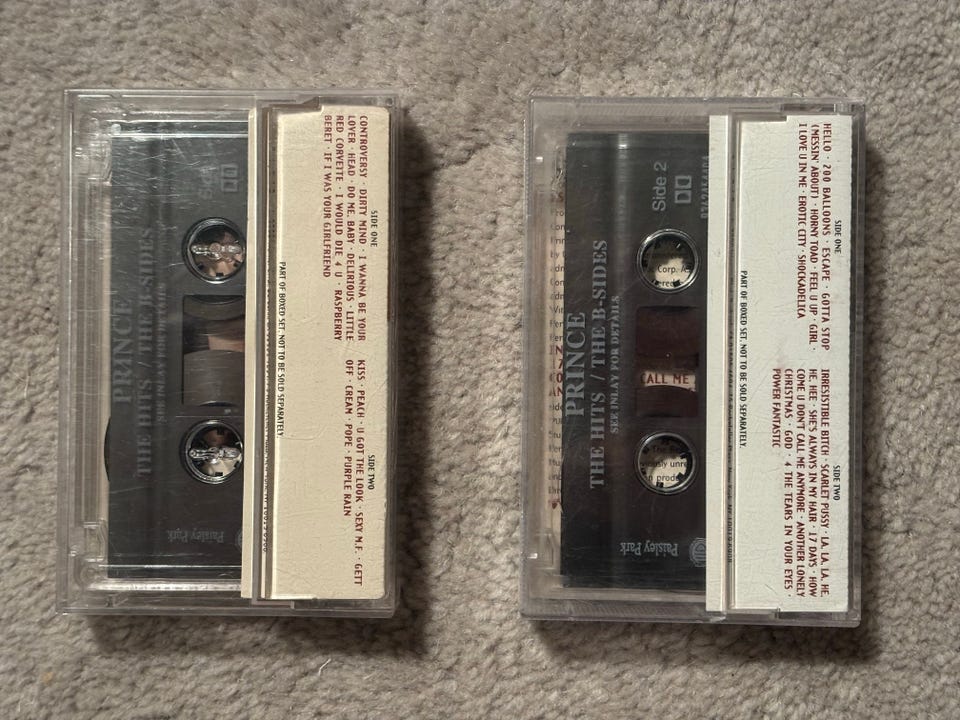 SIDE ONE
CONTROVERSY · DIRTY MIND · I WANNA BE YOUR
LOVER · HEAD · DO ME, BABY · DELIRIOUS · LITTLE
RED CORVETTE · I WOULD DIE 4 U · RASPBERRY
BERET · IF I WAS YOUR GIRLFRIEND
SIDE TWO
KISS · PEACH · U GOT THE LOOK · SEXY M.F. · GETT
OFF · CREAM · POPE · PURPLE RAIN
PART OF BOXED SET. NOT TO BE SOLD SEPARATELY.
PRINCE
THE HITS / THE B-SIDES
SEE INLAY FOR DETAILS
Paisley Park
SIDE ONE
HELLO · 200 BALLOONS · ESCAPE · GOTTA STOP
(MESSIN' ABOUT) · HORNY TOAD · FEEL U UP · GIRL ·
I LOVE U IN ME · EROTIC CITY · SHOCKADELICA
SIDE TWO
IRRESISTIBLE BITCH · SCARLET PUSSY · LA, LA, LA, HE,
HE, HEE · SHE'S ALWAYS IN MY HAIR · 17 DAYS · HOW
COME U DON'T CALL ME ANYMORE · ANOTHER LONELY
CHRISTMAS · GOD · 4 THE TEARS IN YOUR EYES ·
POWER FANTASTIC
PART OF BOXED SET. NOT TO BE SOLD SEPARATELY.
Side 2
CALL ME
PRINCE
THE HITS / THE B-SIDES
SEE INLAY FOR DETAILS
Paisley Park